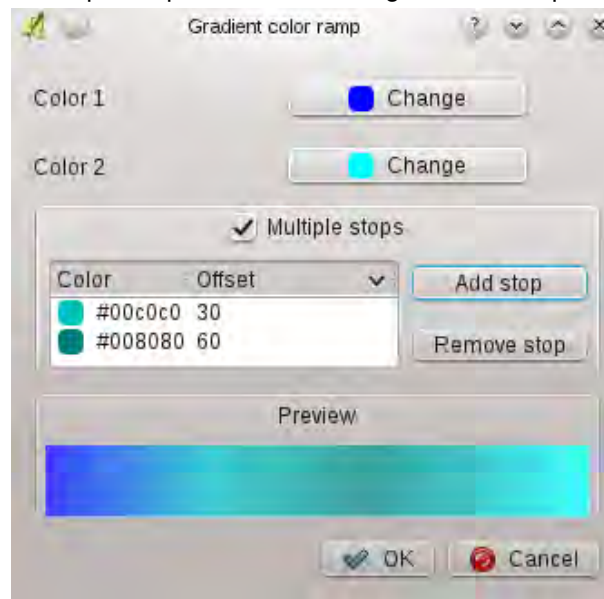 Gradient color ramp
Color 1 Change
Color 2 Change
Multiple stops
Color Offset
Add stop
#00c0c0 30
#008080 60
Remove stop
Preview
OK Cancel